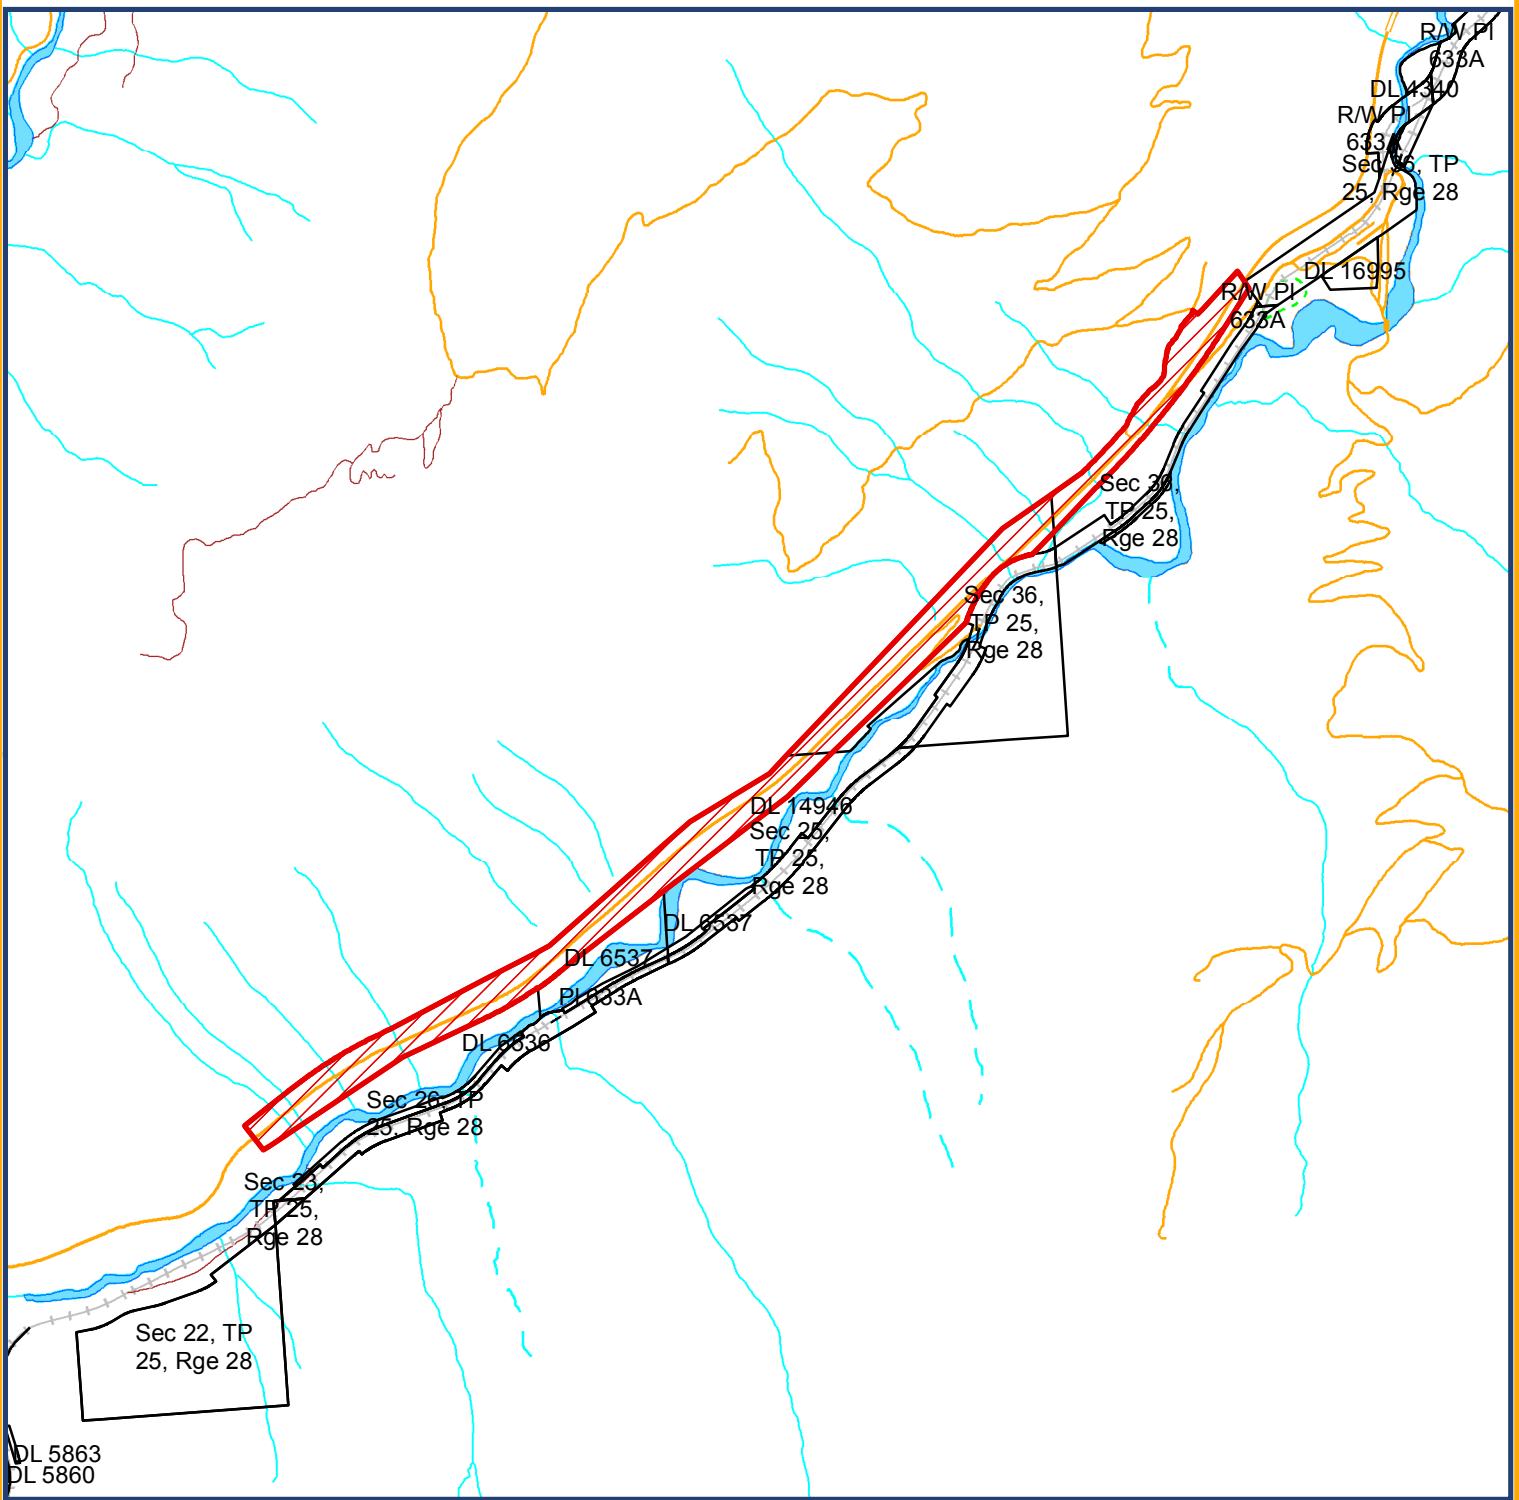 R/W Pl
633A
DL 4340
R/W Pl
633A
Sec 36, TP
25, Rge 28
DL 16995
R/W Pl
633A
Sec 36,
TP 25,
Rge 28
Sec 36,
TP 25,
Rge 28
DL 14946
Sec 25,
TP 25,
Rge 28
DL 6537
DL 6537
Pl 633A
DL 6636
Sec 26, TP
25, Rge 28
Sec 23,
TP 25,
Rge 28
Sec 22, TP
25, Rge 28
DL 5863
DL 5860